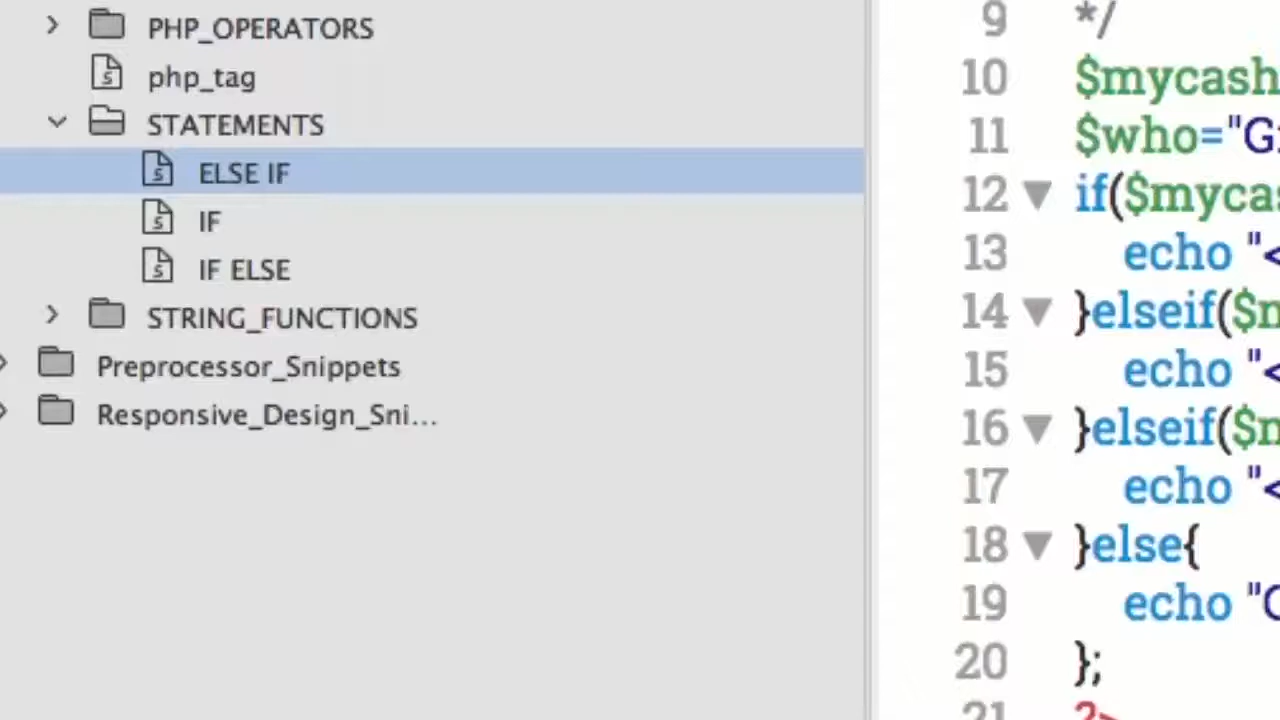 PHP_OPERATORS
php_tag
STATEMENTS
ELSE IF
IF
IF ELSE
STRING_FUNCTIONS
Preprocessor_Snippets
Responsive_Design_Sni...
9 */
10 $mycash
11 $who="G
12 if($myca
13 echo "<
14 }elseif($
15 echo "<
16 }elseif($
17 echo "<
18 }else{
19 echo "
20 };
21 ?>